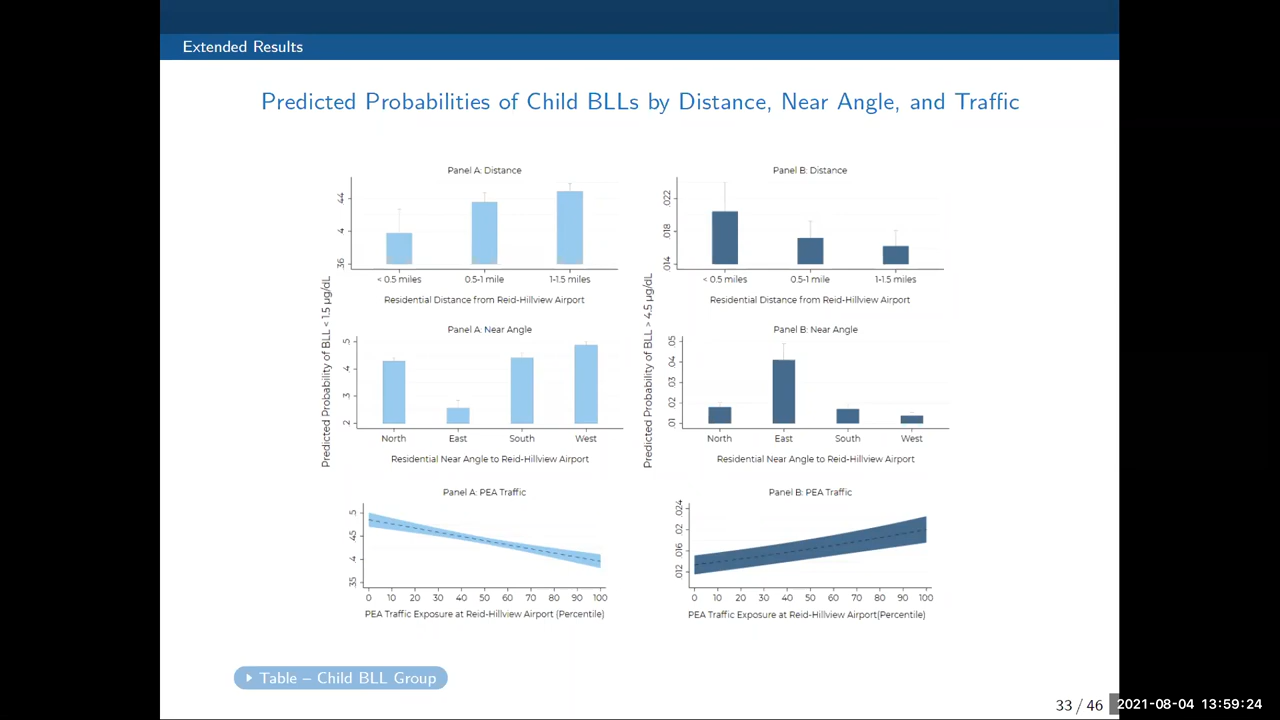 Extended Results
Predicted Probabilities of Child BLLs by Distance, Near Angle, and Traffic
Panel A: Distance
.44
.4
.36
< 0.5 miles 0.5-1 mile 1-1.5 miles
Residential Distance from Reid-Hillview Airport
Panel B: Distance
.022
.018
.014
< 0.5 miles 0.5-1 mile 1-1.5 miles
Residential Distance from Reid-Hillview Airport
Predicted Probability of BLL < 1.5 µg/dL
Predicted Probability of BLL > 4.5 µg/dL
Panel A: Near Angle
.5
.4
.3
.2
North East South West
Residential Near Angle to Reid-Hillview Airport
Panel B: Near Angle
.05
.04
.03
.02
.01
North East South West
Residential Near Angle to Reid-Hillview Airport
Panel A: PEA Traffic
.5
.45
.4
.35
0 10 20 30 40 50 60 70 80 90 100
PEA Traffic Exposure at Reid-Hillview Airport (Percentile)
Panel B: PEA Traffic
.024
.02
.016
.012
0 10 20 30 40 50 60 70 80 90 100
PEA Traffic Exposure at Reid-Hillview Airport(Percentile)
Table – Child BLL Group
33 / 46
2021-08-04 13:59:24